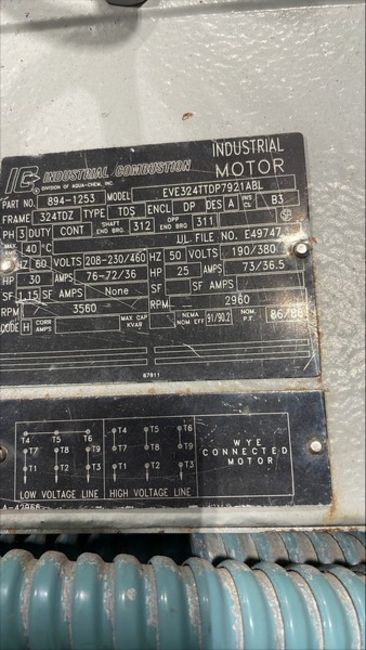 IC INDUSTRIAL COMBUSTION
DIVISION OF AQUA-CHEM, INC.
INDUSTRIAL MOTOR
PART NO. 894-1253 MODEL EVE324TTDP7921ABL
FRAME 324TDZ TYPE TDS ENCL DP DES A INS CL B3
PH 3 DUTY CONT SHAFT END BRG. 312 OPP END BRG. 311
MAX AMB 40 °C UL FILE NO. E49747
HZ 60 VOLTS 208-230/460 HZ 50 VOLTS 190/380
HP 30 AMPS 76-72/36 HP 25 AMPS 73/36.5
SF 1.15 SF AMPS None SF SF AMPS
RPM 3560 RPM 2960
CODE H CORR AMPS MAX CAP KVAR NEMA NOM EFF 91/90.2 NOM. P.F. 86/86
87811
T4 T5 T6 T4 T5 T6
T7 T8 T9 T7 T8 T9
T1 T2 T3 T1 T2 T3
LOW VOLTAGE LINE HIGH VOLTAGE LINE
WYE
CONNECTED
MOTOR